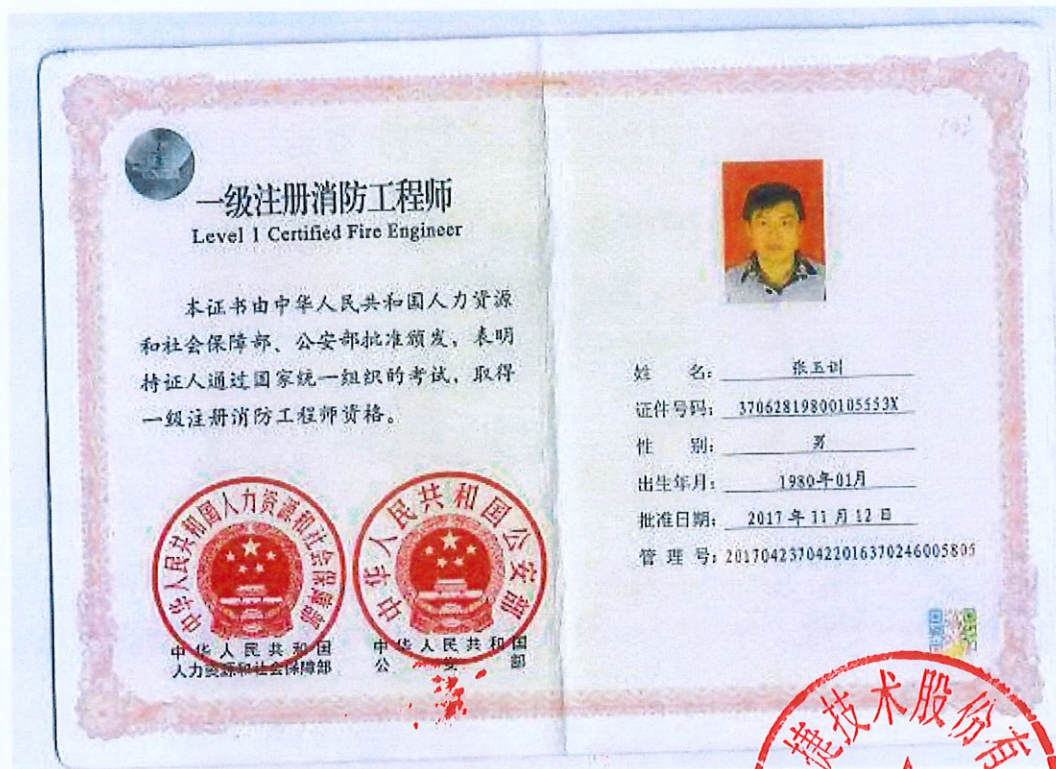 一级注册消防工程师
Level 1 Certified Fire Engineer
本证书由中华人民共和国人力资源
和社会保障部、公安部批准颁发,表明
持证人通过国家统一组织的考试,取得
一级注册消防工程师资格。
中华人民共和国人力资源和社会保障部
中华人民共和国
人力资源和社会保障部
中华人民共和国公安部
中华人民共和国
公安部
姓 名: 张玉训
证件号码: 37062819800105553X
性 别: 男
出生年月: 1980年01月
批准日期: 2017年11月12日
管 理 号: 2017042370422016370246005805
捷技术股份有